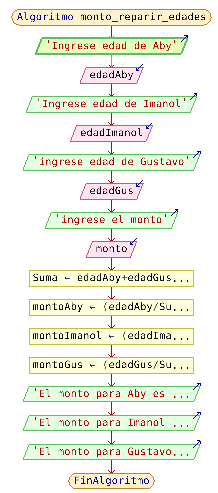 Algoritmo monto_reparir_edades
'Ingrese edad de Aby'
edadAby
'Ingrese edad de Imanol'
edadImanol
'ingrese edad de Gustavo'
edadGus
'ingrese el monto'
monto
Suma ← edadAby+edadGus...
montoAby ← (edadAby/Su...
montoImanol ← (edadIma...
montoGus ← (edadGus/Su...
'El monto para Aby es ...
'El monto para Imanol ...
'El monto para Gustavo...
FinAlgoritmo